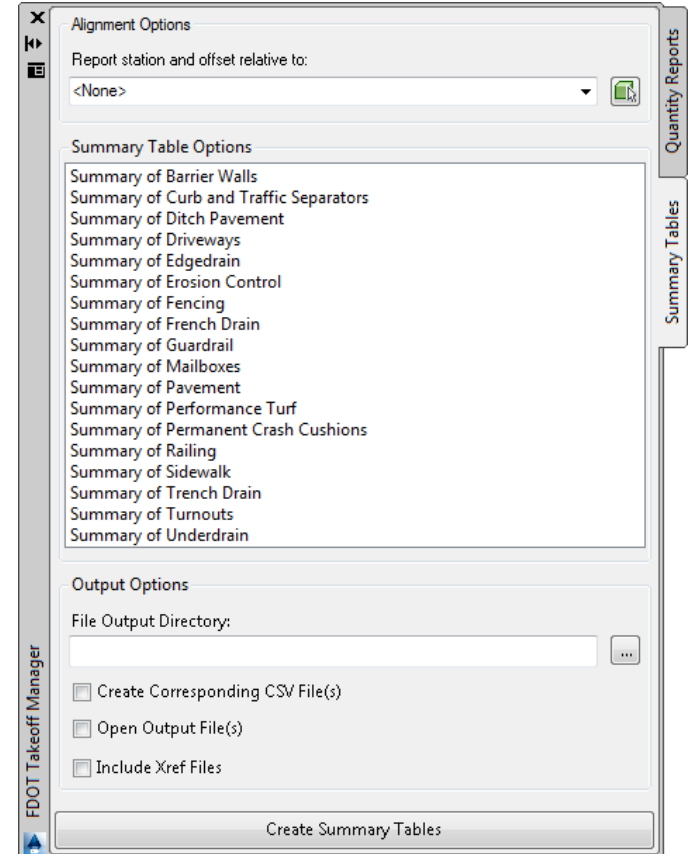 Alignment Options
Report station and offset relative to:
<None>
Summary Table Options
Summary of Barrier Walls
Summary of Curb and Traffic Separators
Summary of Ditch Pavement
Summary of Driveways
Summary of Edgedrain
Summary of Erosion Control
Summary of Fencing
Summary of French Drain
Summary of Guardrail
Summary of Mailboxes
Summary of Pavement
Summary of Performance Turf
Summary of Permanent Crash Cushions
Summary of Railing
Summary of Sidewalk
Summary of Trench Drain
Summary of Turnouts
Summary of Underdrain
Output Options
File Output Directory:
...
Create Corresponding CSV File(s)
Open Output File(s)
Include Xref Files
Create Summary Tables
Quantity Reports
Summary Tables
FDOT Takeoff Manager